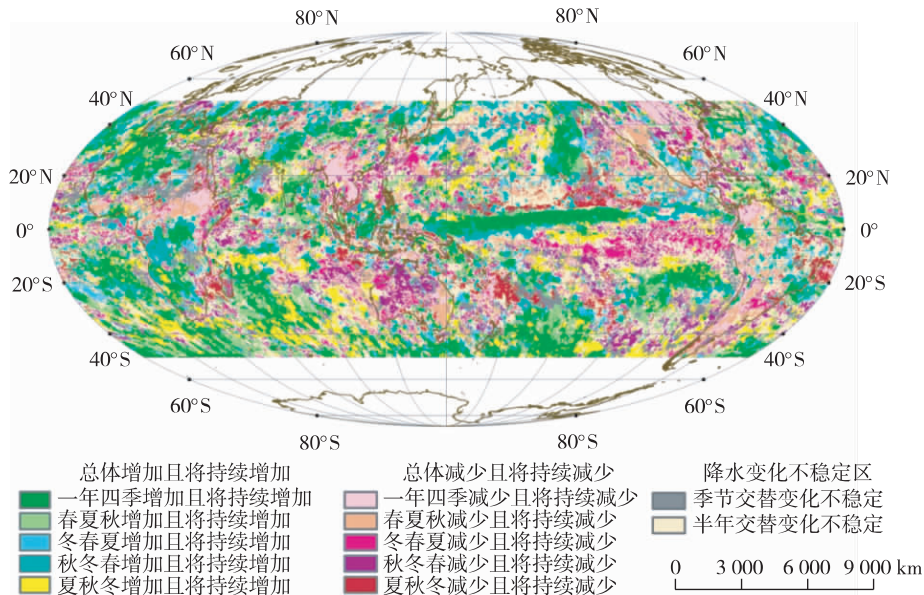 80°N 80°N
60°N 60°N
40°N 40°N
20°N 20°N
0° 0°
20°S 20°S
40°S 40°S
60°S 60°S
80°S 80°S
总体增加且将持续增加 总体减少且将持续减少 降水变化不稳定区
一年四季增加且将持续增加 一年四季减少且将持续减少 季节交替变化不稳定
春夏秋增加且将持续增加 春夏秋减少且将持续减少 半年交替变化不稳定
冬春夏增加且将持续增加 冬春夏减少且将持续减少
秋冬春增加且将持续增加 秋冬春减少且将持续减少
夏秋冬增加且将持续增加 夏秋冬减少且将持续减少
0 3 000 6 000 9 000 km